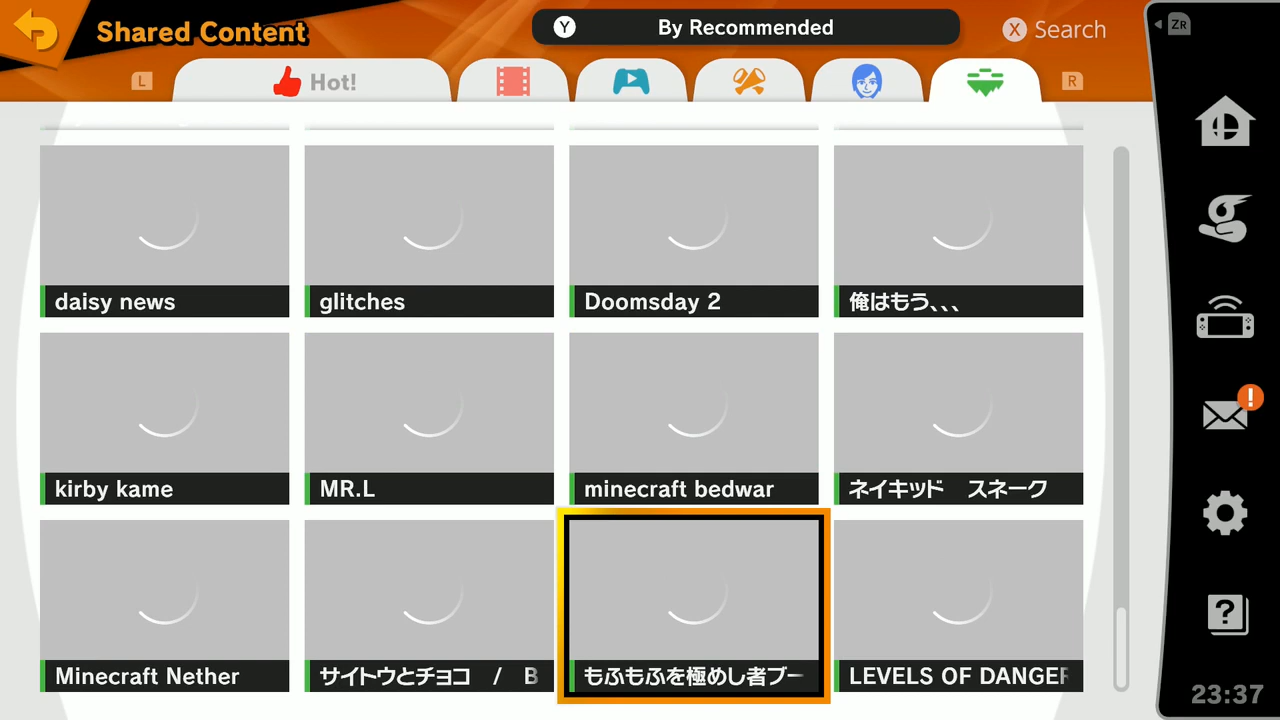 Shared Content
Y By Recommended
X Search
ZR
L
Hot!
R
daisy news
glitches
Doomsday 2
俺はもう、、、
kirby kame
MR.L
minecraft bedwar
ネイキッド　スネーク
Minecraft Nether
サイトウとチョコ　/　B
もふもふを極めし者ブー
LEVELS OF DANGER
23:37